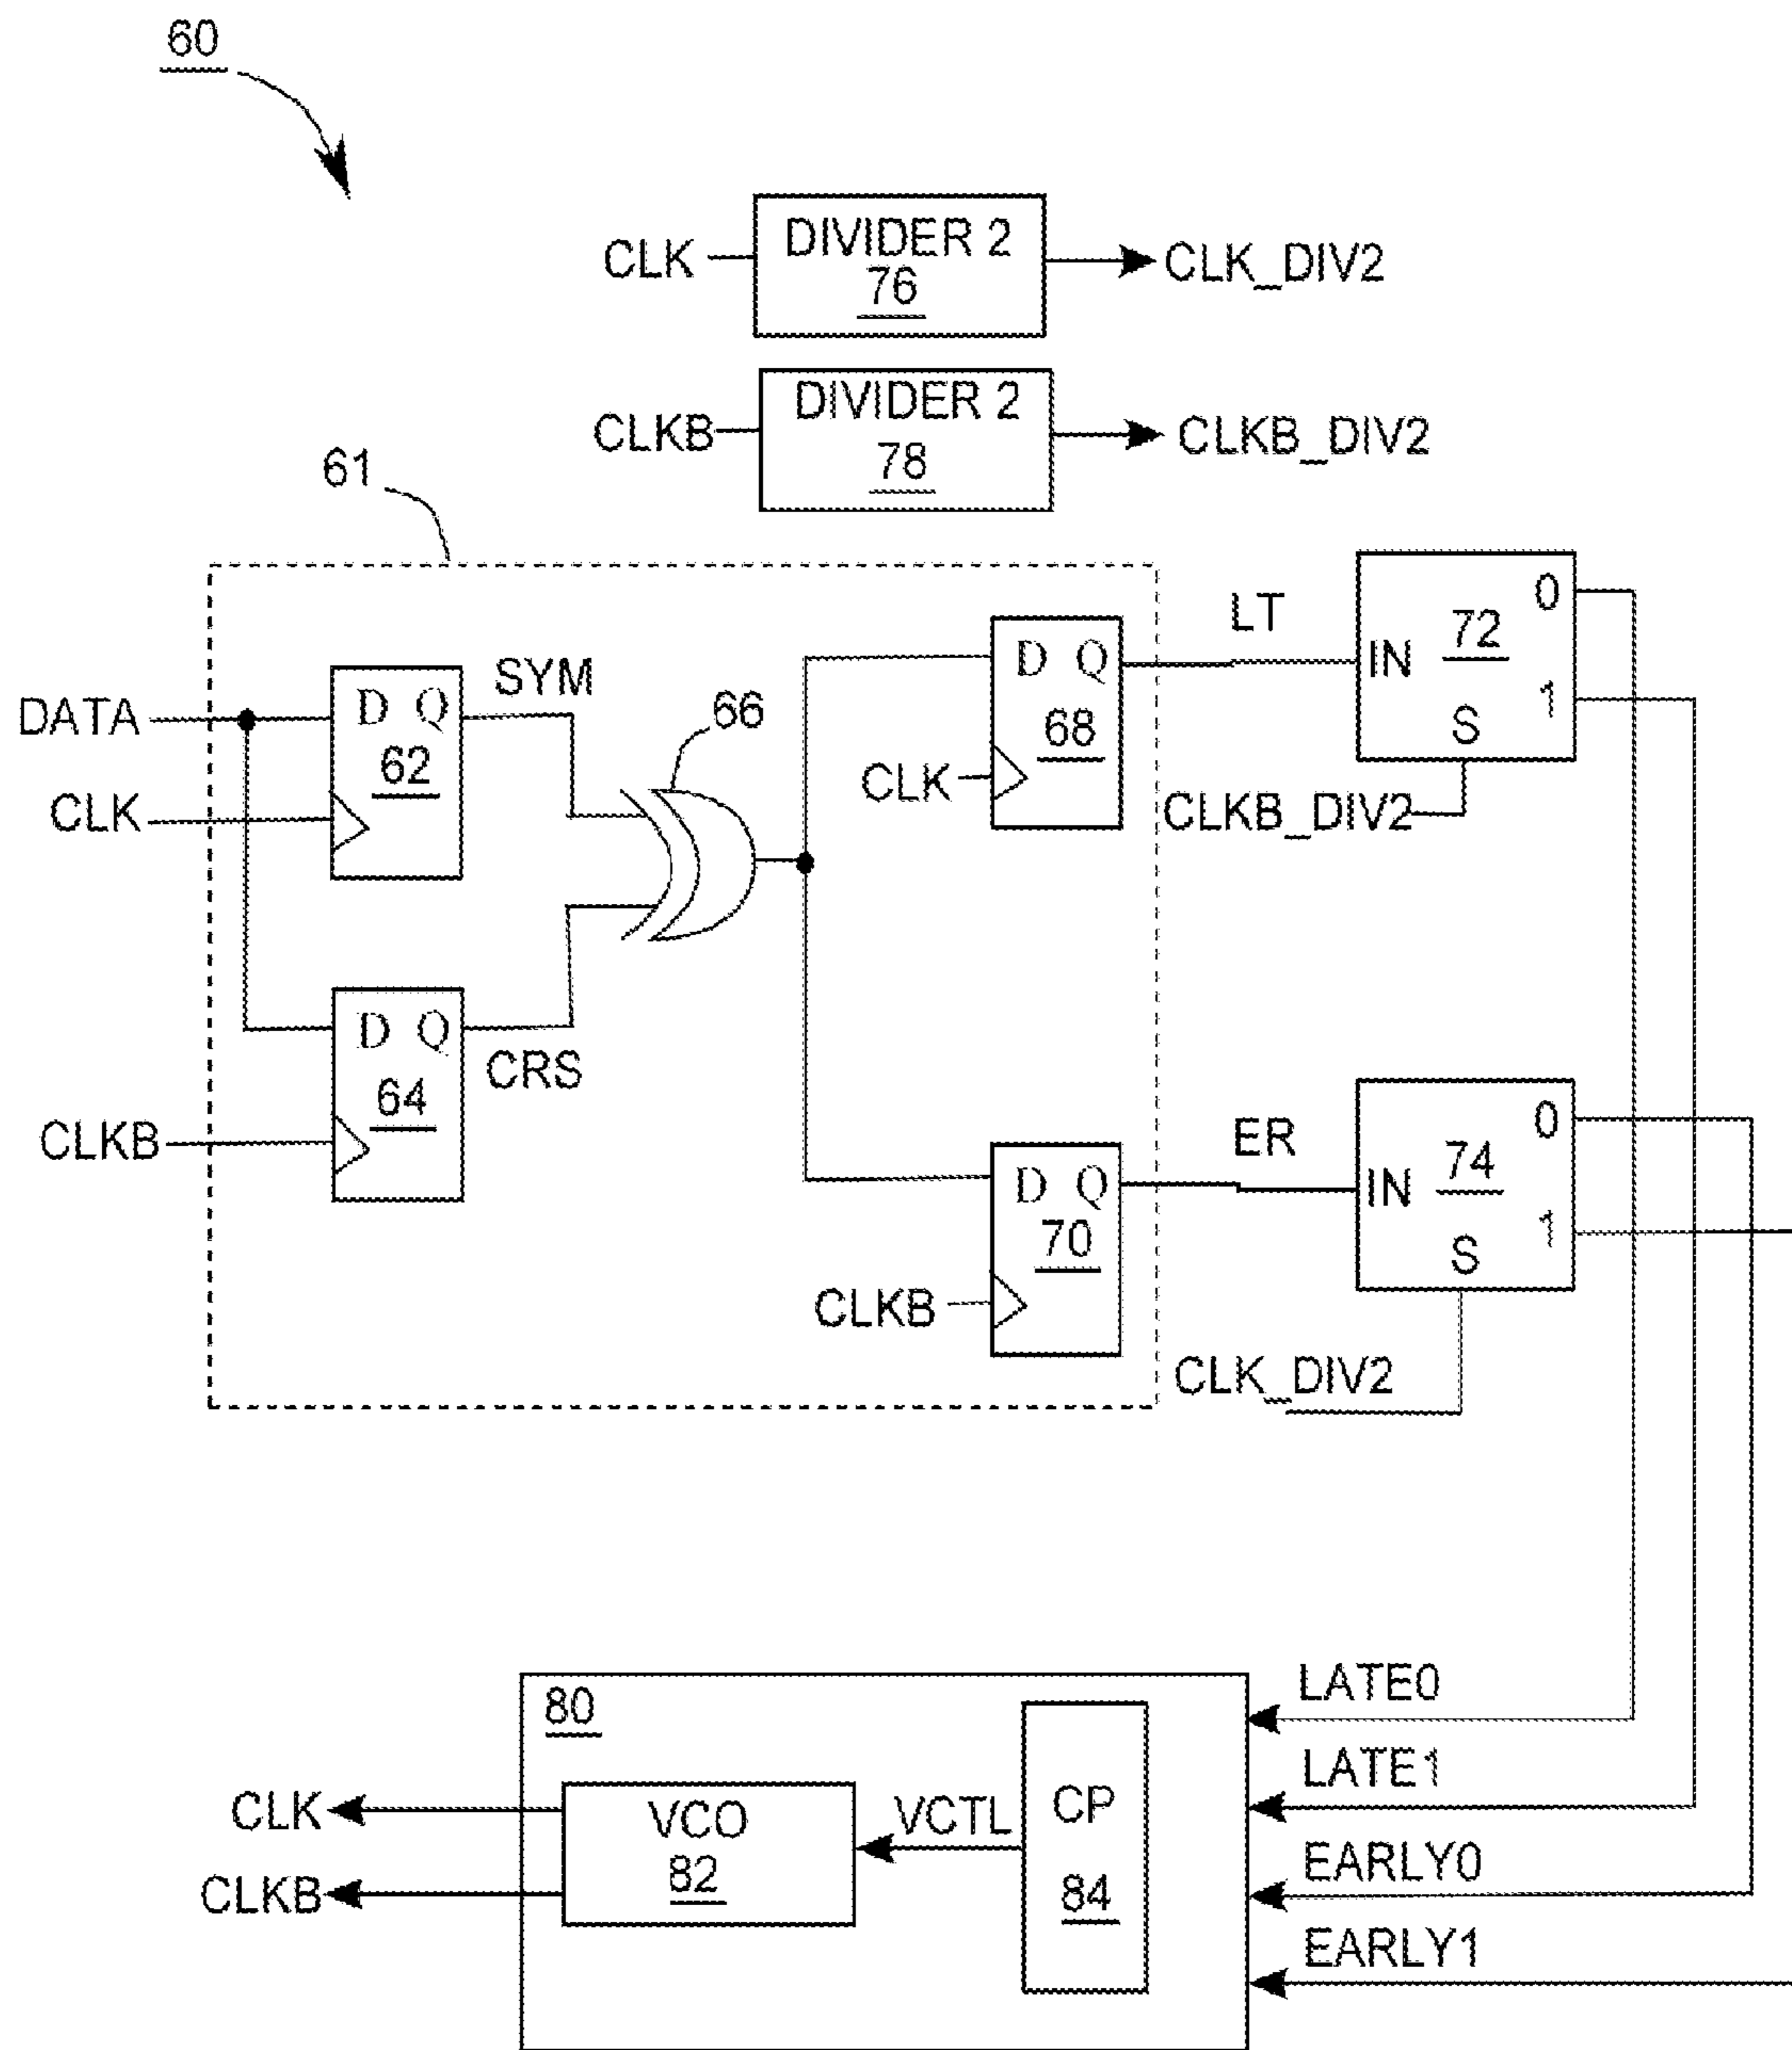 60
CLK
DIVIDER 2
76
CLK_DIV2
CLKB
DIVIDER 2
78
CLKB_DIV2
61
DATA
CLK
D Q
62
SYM
66
D Q
68
CLK
LT
IN
72
0
1
S
CLKB_DIV2
CLKB
D Q
64
CRS
D Q
70
CLKB
ER
IN
74
0
1
S
CLK_DIV2
80
CLK
CLKB
VCO
82
VCTL
CP
84
LATE0
LATE1
EARLY0
EARLY1